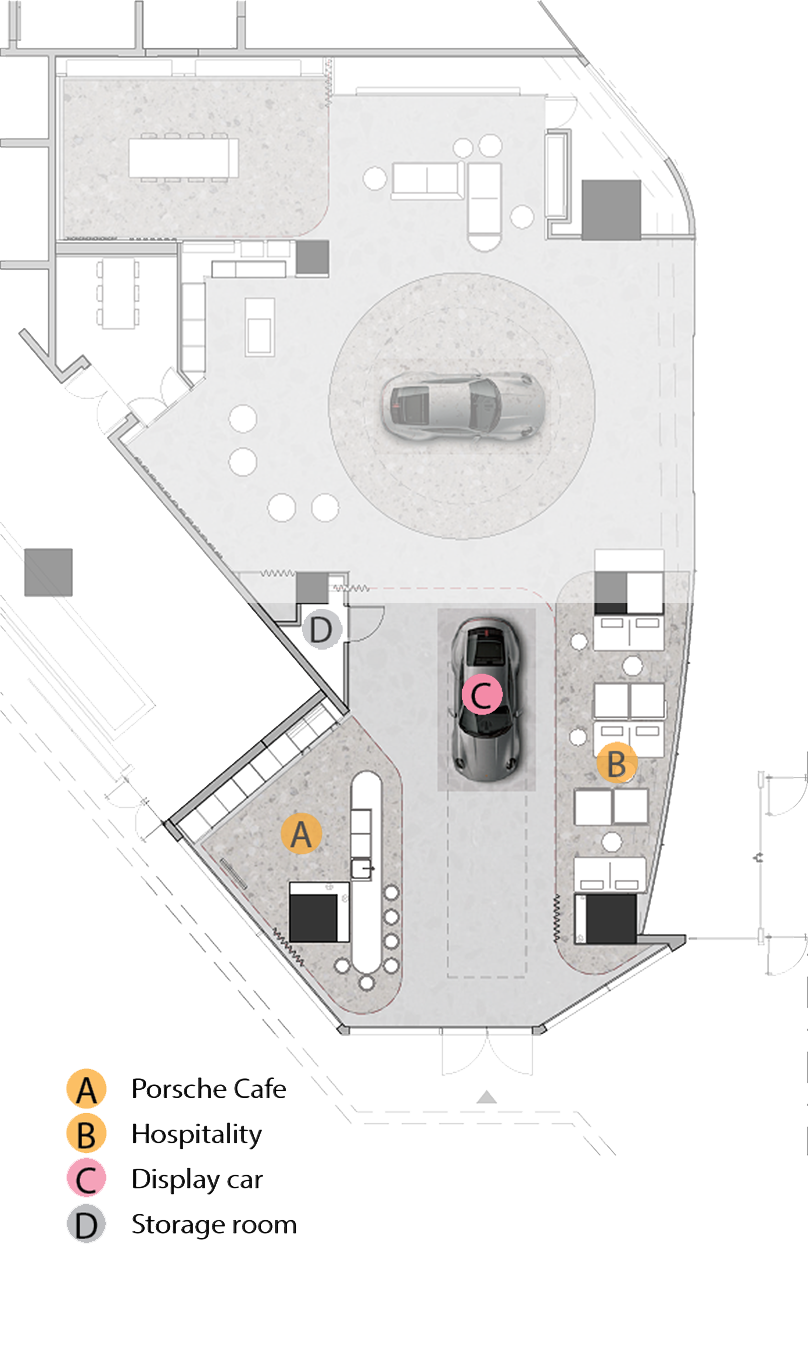 D
C
B
A
A Porsche Cafe
B Hospitality
C Display car
D Storage room